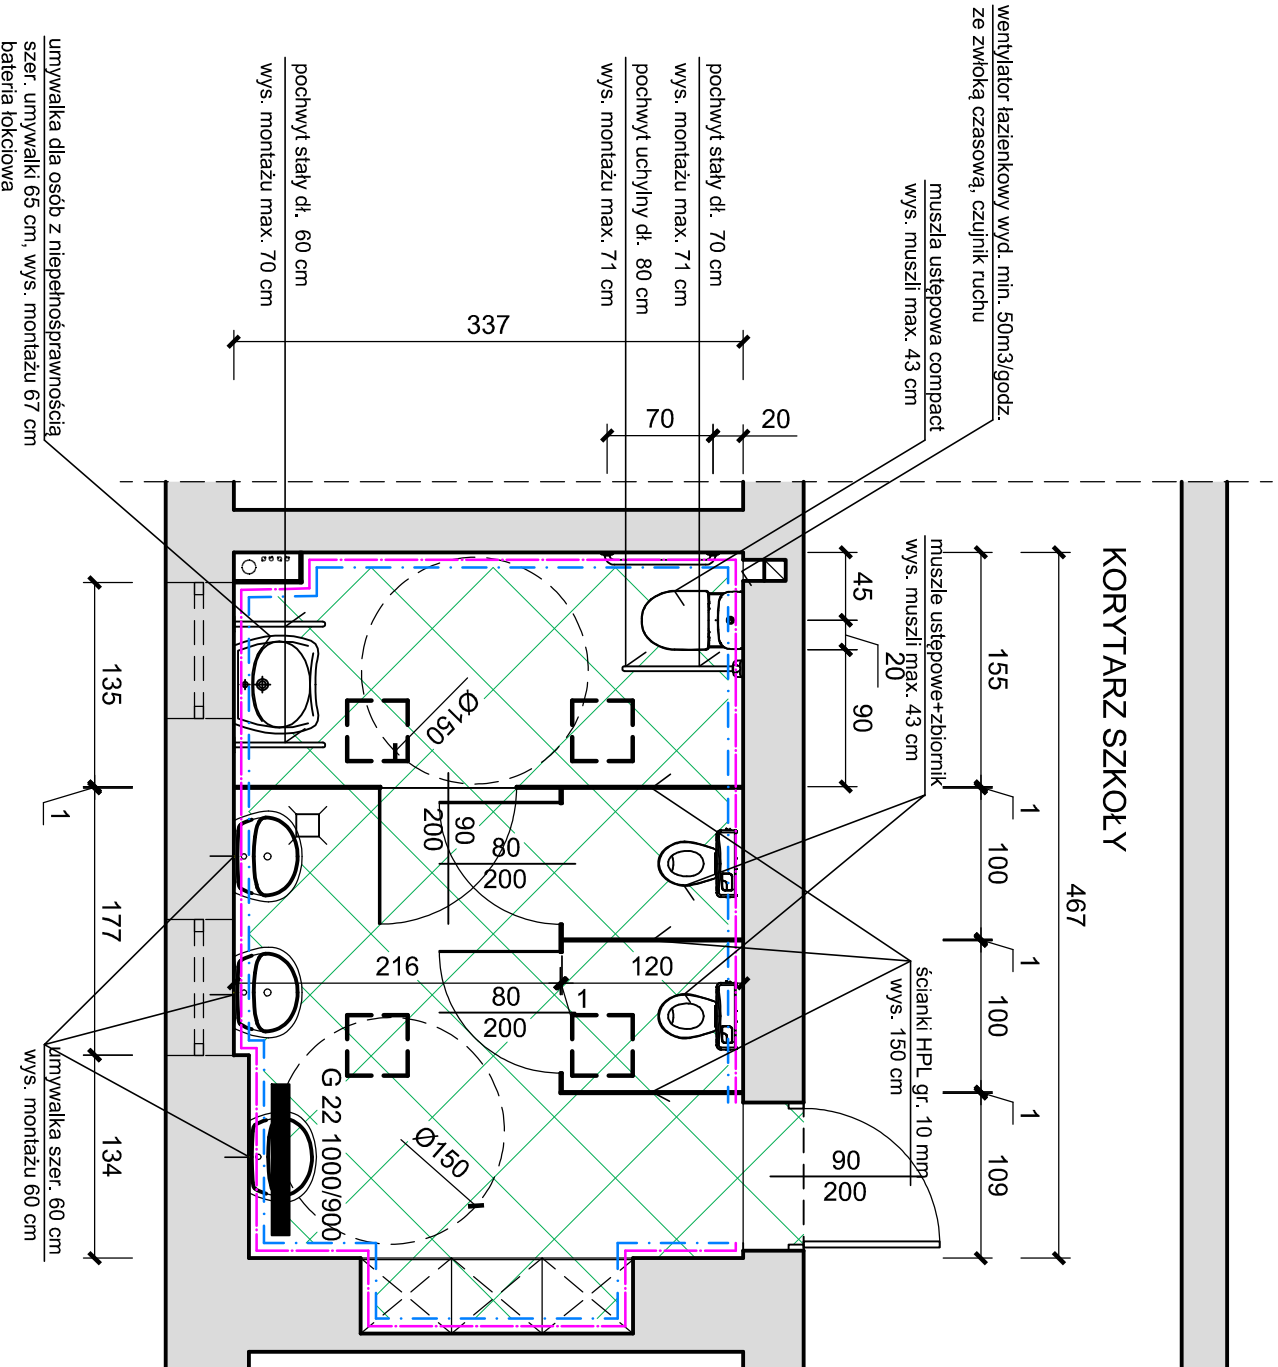 wentylator łazienkowy wyd. min. 50m3/godz.
ze zwłoką czasową, czujnik ruchu
muszla ustępowa compact
wys. muszli max. 43 cm
pochwyt stały dł. 70 cm
wys. montażu max. 71 cm
pochwyt uchylny dł. 80 cm
wys. montażu max. 71 cm
pochwyt stały dł. 60 cm
wys. montażu max. 70 cm
umywalka dla osób z niepełnośprawnością
szer. umywalki 65 cm, wys. montażu 67 cm
bateria łokciowa
337
70
20
KORYTARZ SZKOŁY
467
155
1
100
1
100
1
109
45
20
90
muszle ustępowe+zbiornik
wys. muszli max. 43 cm
ścianki HPL gr. 10 mm
wys. 150 cm
Ø150
90
200
80
200
216
120
1
80
200
Ø150
G 22 1000/900
90
200
135
1
177
134
umywalka szer. 60 cm
wys. montażu 60 cm